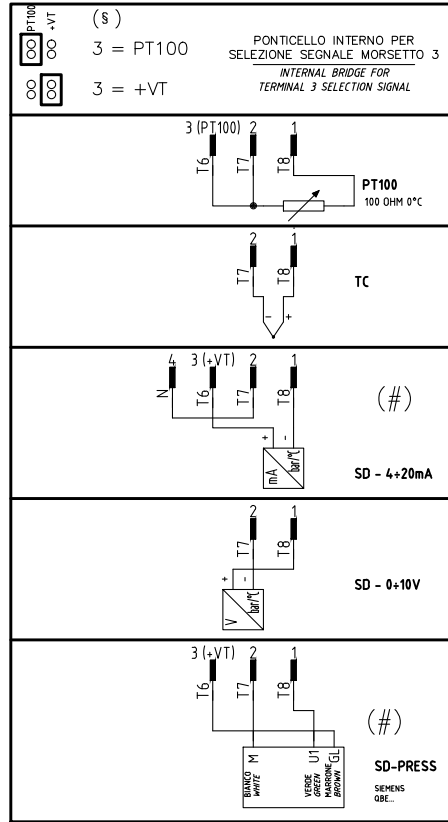 PT100
+VT
(§)
3 = PT100
3 = +VT
PONTICELLO INTERNO PER
SELEZIONE SEGNALE MORSETTO 3
INTERNAL BRIDGE FOR
TERMINAL 3 SELECTION SIGNAL
3 (PT100) 2 1
T6 T7 T8
PT100
100 OHM 0°C
2 1
T7 T8
- +
TC
4 3 (+VT) 2 1
N T6 T7 T8
(#)
+ -
mA bar/°C
SD - 4÷20mA
2 1
T7 T8
+ -
V bar/°C
SD - 0÷10V
3 (+VT) 2 1
T6 T7 T8
(#)
M U1 GL
BIANCO
WHITE
VERDE
GREEN
MARRONE
BROWN
SD-PRESS
SIEMENS
QBE...